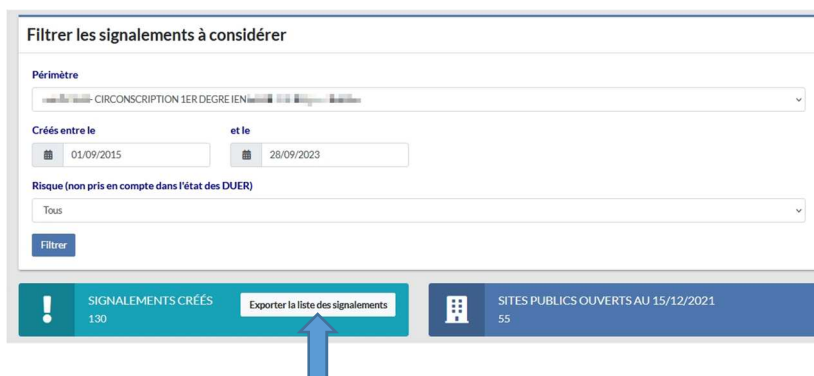 Filtrer les signalements à considérer
Périmètre
- CIRCONSCRIPTION 1ER DEGRE IEN
Créés entre le et le
01/09/2015 28/09/2023
Risque (non pris en compte dans l'état des DUER)
Tous
Filtrer
SIGNALEMENTS CRÉÉS Exporter la liste des signalements SITES PUBLICS OUVERTS AU 15/12/2021
130 55